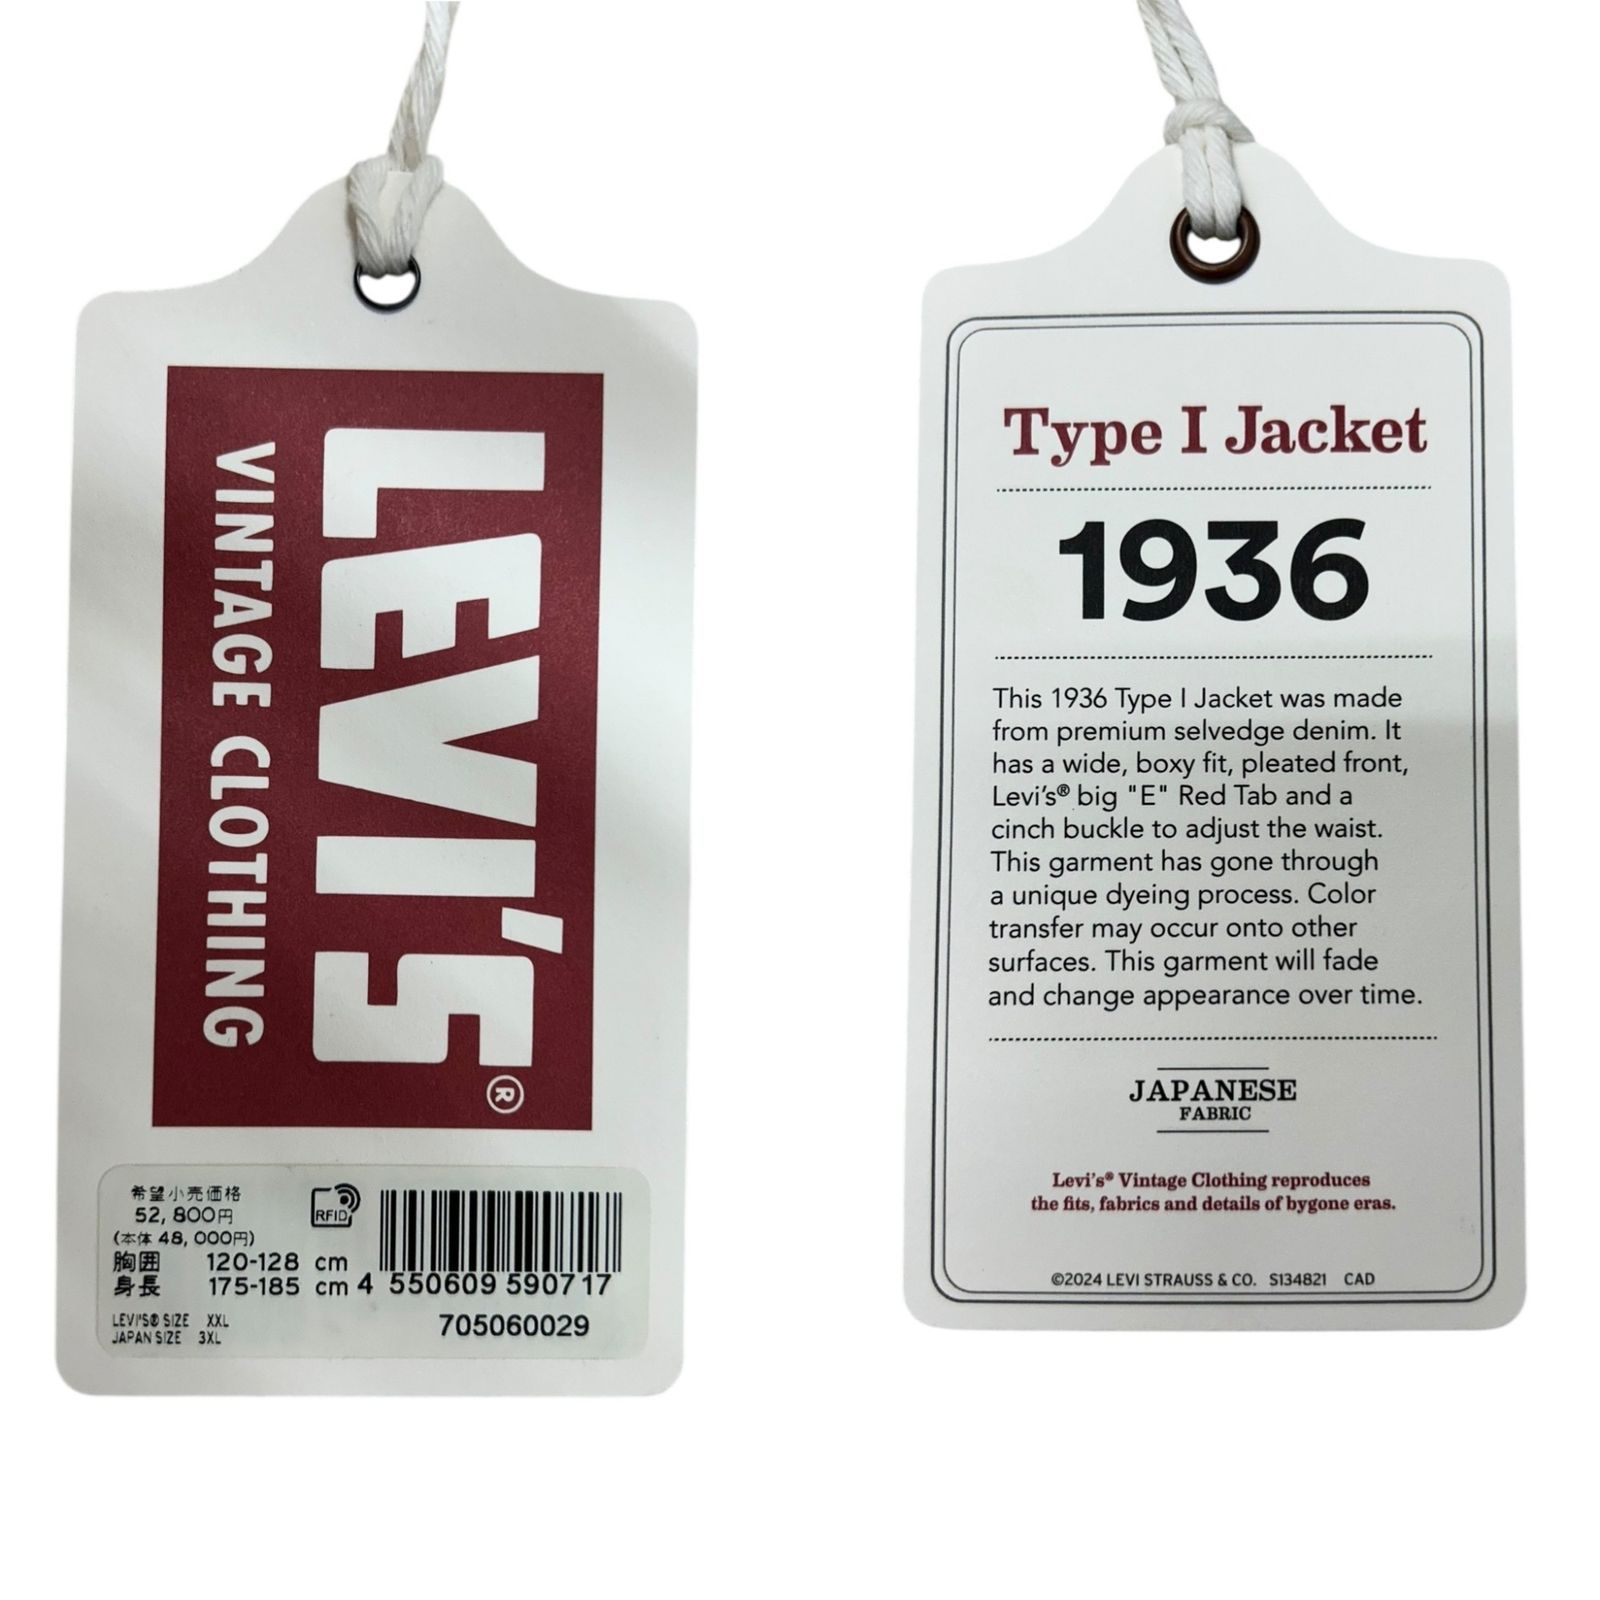 LEVI'S®
VINTAGE CLOTHING
希望小売価格
52,800円
(本体 48,000円)
胸囲 120-128 cm
身長 175-185 cm
RFID
4 550609 590717
705060029
LEVI'S® SIZE XXL
JAPAN SIZE 3XL
Type I Jacket
1936
This 1936 Type I Jacket was made
from premium selvedge denim. It
has a wide, boxy fit, pleated front,
Levi's® big "E" Red Tab and a
cinch buckle to adjust the waist.
This garment has gone through
a unique dyeing process. Color
transfer may occur onto other
surfaces. This garment will fade
and change appearance over time.
JAPANESE
FABRIC
Levi's® Vintage Clothing reproduces
the fits, fabrics and details of bygone eras.
©2024 LEVI STRAUSS & CO. S134821 CAD